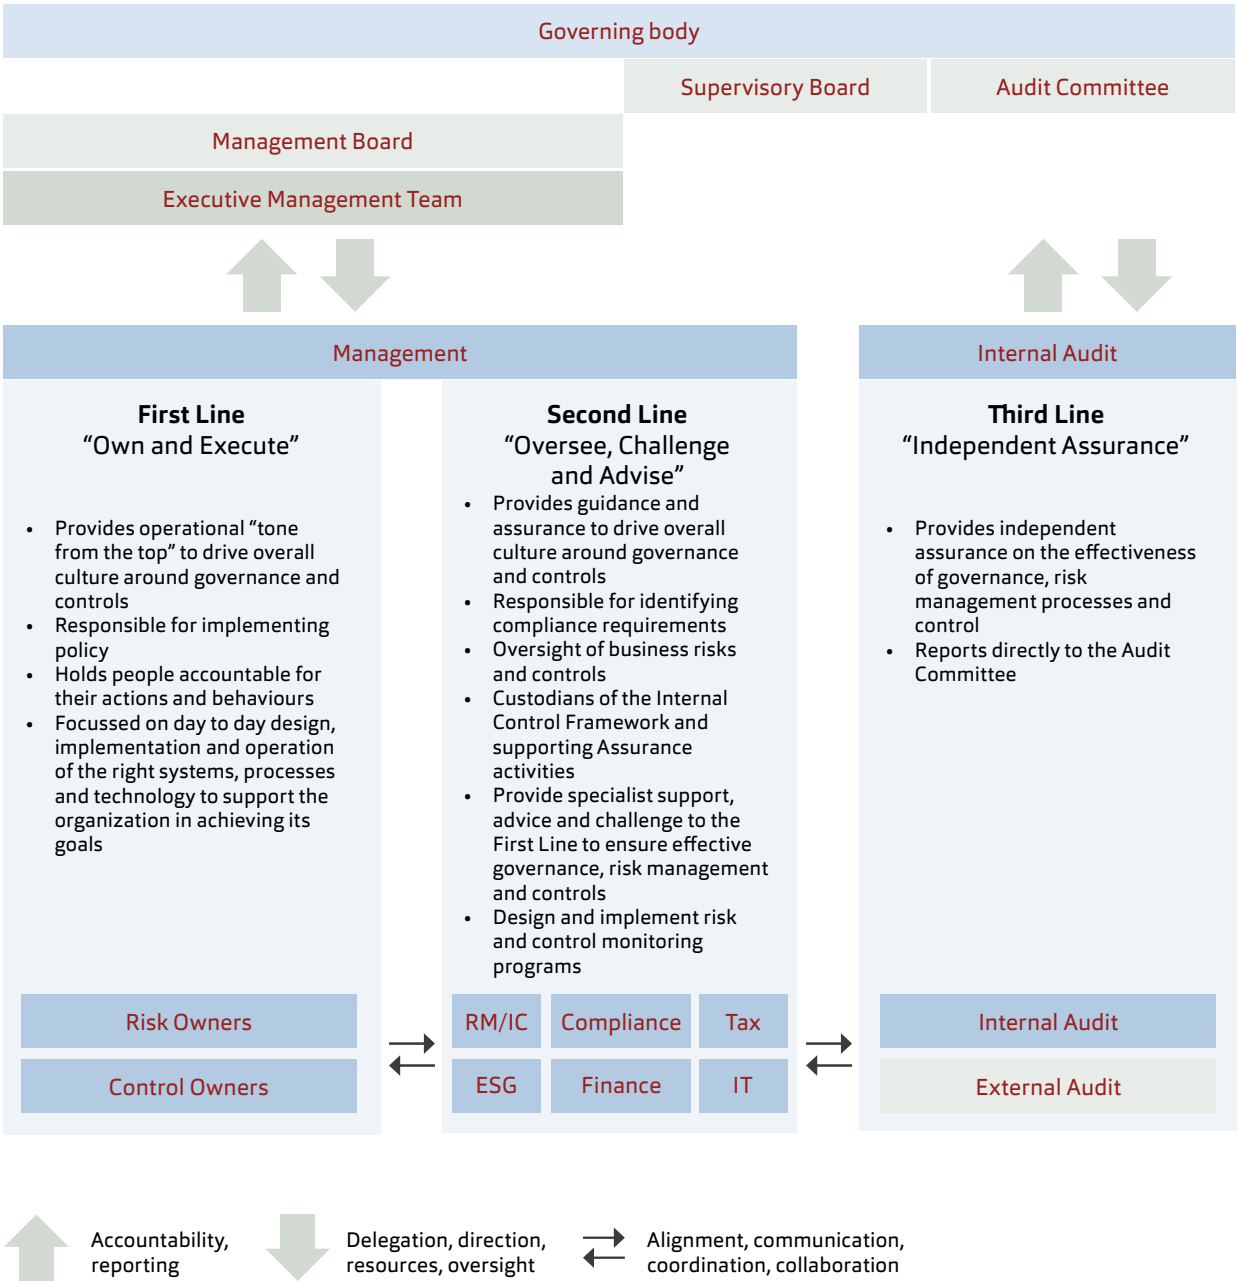 Governing body
Supervisory Board
Audit Committee
Management Board
Executive Management Team
Management
Internal Audit
First Line
“Own and Execute”
• Provides operational “tone
from the top” to drive overall
culture around governance and
controls
• Responsible for implementing
policy
• Holds people accountable for
their actions and behaviours
• Focussed on day to day design,
implementation and operation
of the right systems, processes
and technology to support the
organization in achieving its
goals
Risk Owners
Control Owners
Second Line
“Oversee, Challenge
and Advise”
• Provides guidance and
assurance to drive overall
culture around governance
and controls
• Responsible for identifying
compliance requirements
• Oversight of business risks
and controls
• Custodians of the Internal
Control Framework and
supporting Assurance
activities
• Provide specialist support,
advice and challenge to the
First Line to ensure effective
governance, risk management
and controls
• Design and implement risk
and control monitoring
programs
RM/IC
Compliance
Tax
ESG
Finance
IT
Third Line
“Independent Assurance”
• Provides independent
assurance on the effectiveness
of governance, risk
management processes and
control
• Reports directly to the Audit
Committee
Internal Audit
External Audit
Accountability,
reporting
Delegation, direction,
resources, oversight
Alignment, communication,
coordination, collaboration